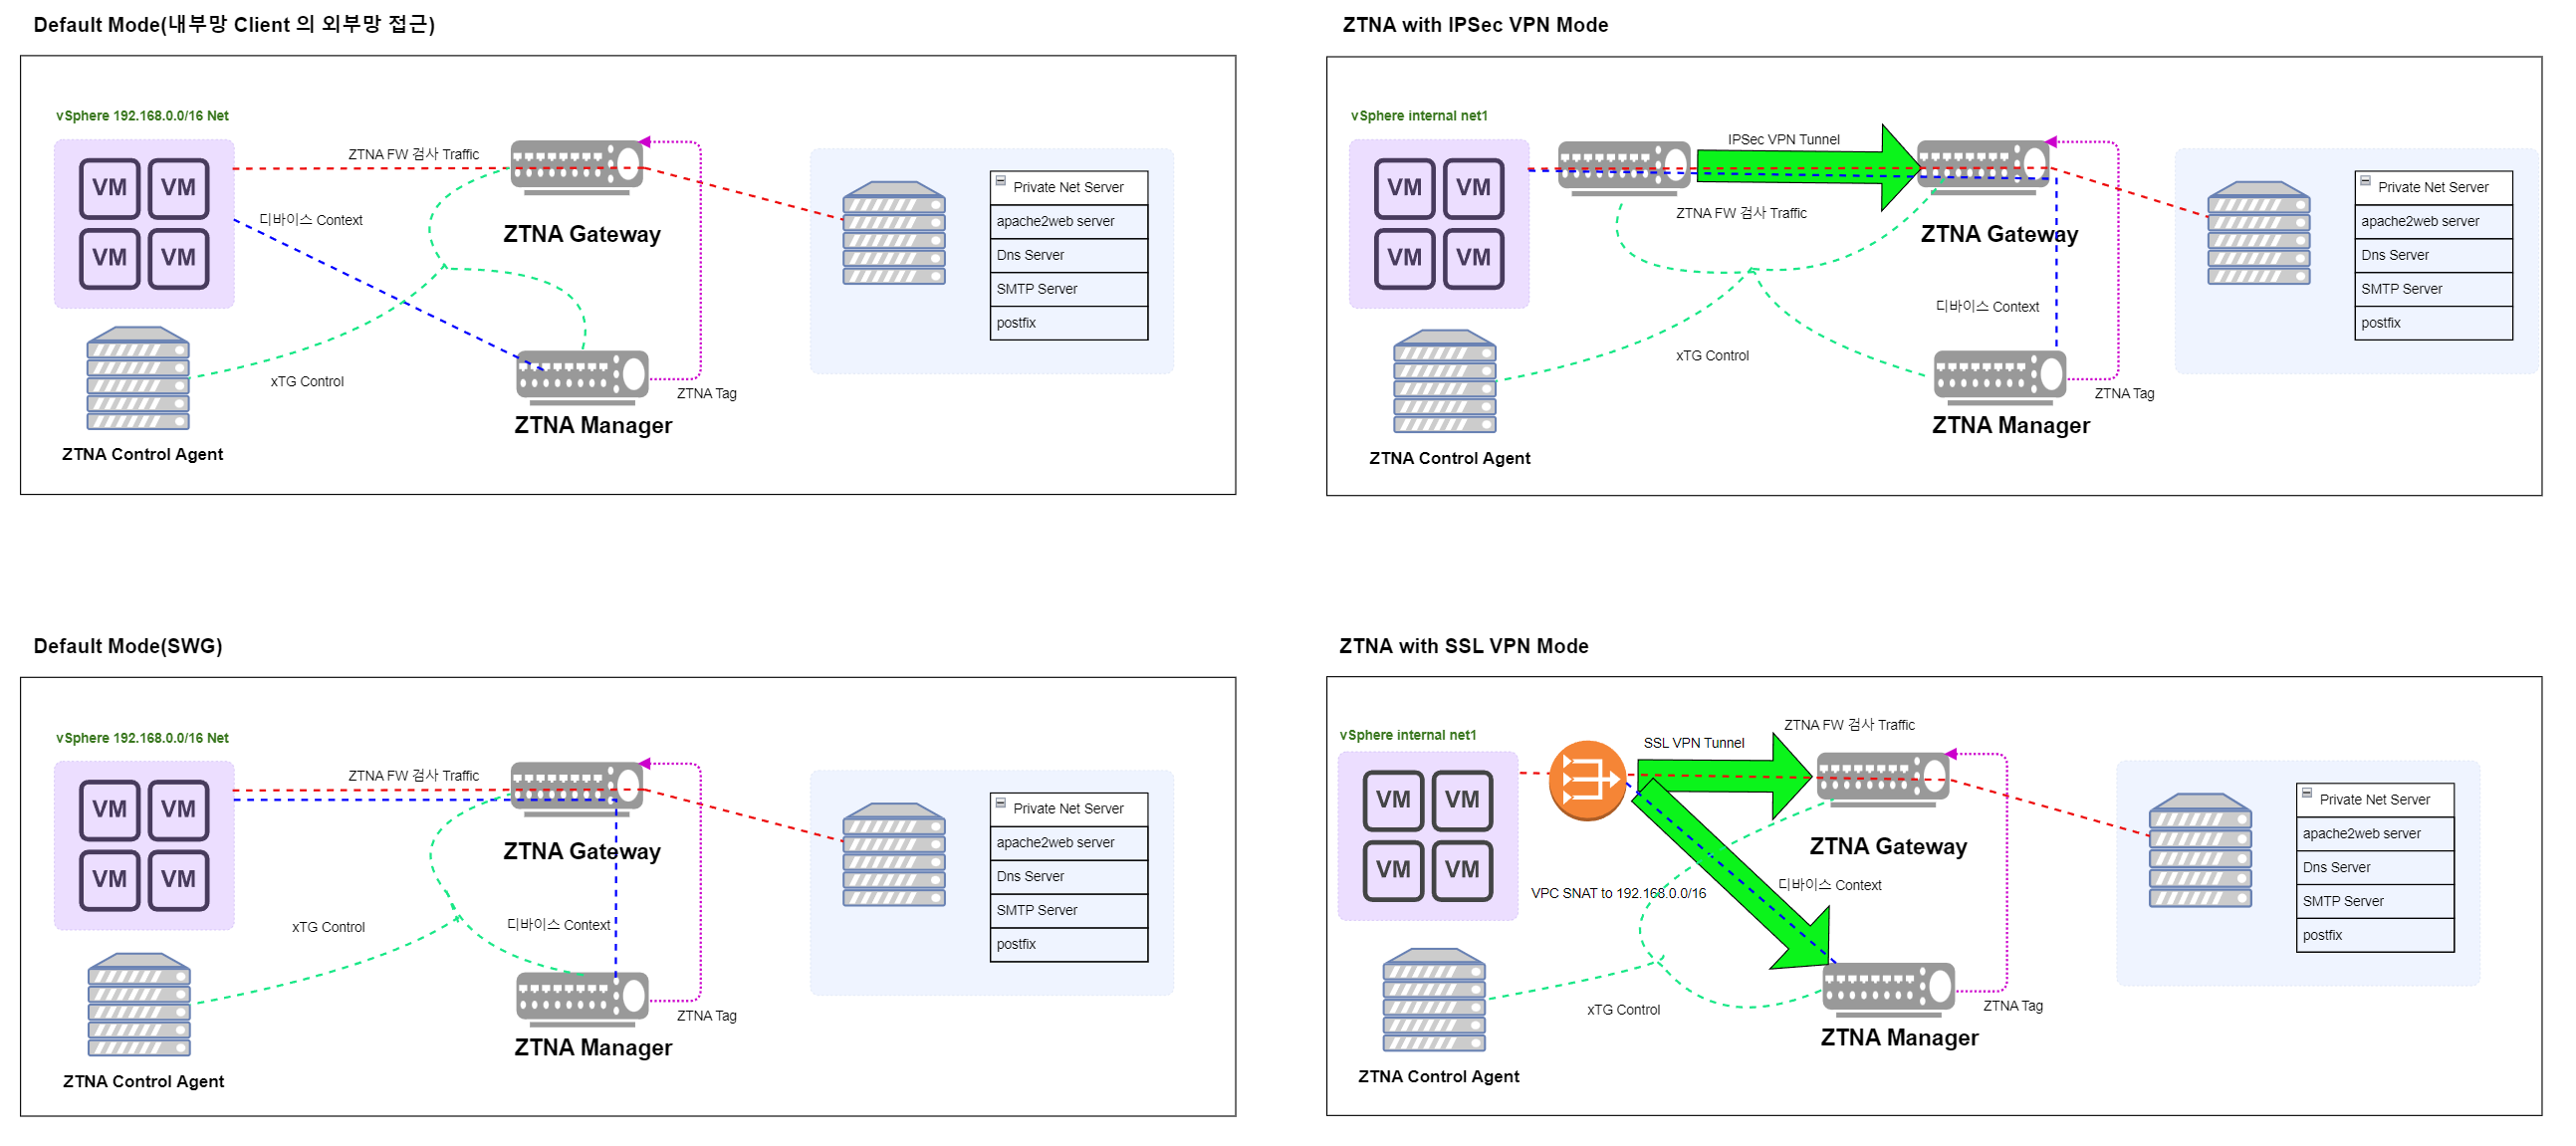 Default Mode(내부망 Client 의 외부망 접근)
vSphere 192.168.0.0/16 Net
VM
VM
VM
VM
ZTNA FW 검사 Traffic
디바이스 Context
ZTNA Gateway
xTG Control
ZTNA Control Agent
ZTNA Manager
ZTNA Tag
Private Net Server
apache2web server
Dns Server
SMTP Server
postfix
ZTNA with IPSec VPN Mode
vSphere internal net1
VM
VM
VM
VM
IPSec VPN Tunnel
ZTNA FW 검사 Traffic
ZTNA Gateway
디바이스 Context
xTG Control
ZTNA Control Agent
ZTNA Manager
ZTNA Tag
Private Net Server
apache2web server
Dns Server
SMTP Server
postfix
Default Mode(SWG)
vSphere 192.168.0.0/16 Net
VM
VM
VM
VM
ZTNA FW 검사 Traffic
ZTNA Gateway
xTG Control
디바이스 Context
ZTNA Control Agent
ZTNA Manager
ZTNA Tag
Private Net Server
apache2web server
Dns Server
SMTP Server
postfix
ZTNA with SSL VPN Mode
vSphere internal net1
VM
VM
VM
VM
ZTNA FW 검사 Traffic
SSL VPN Tunnel
ZTNA Gateway
VPC SNAT to 192.168.0.0/16
디바이스 Context
xTG Control
ZTNA Control Agent
ZTNA Manager
ZTNA Tag
Private Net Server
apache2web server
Dns Server
SMTP Server
postfix